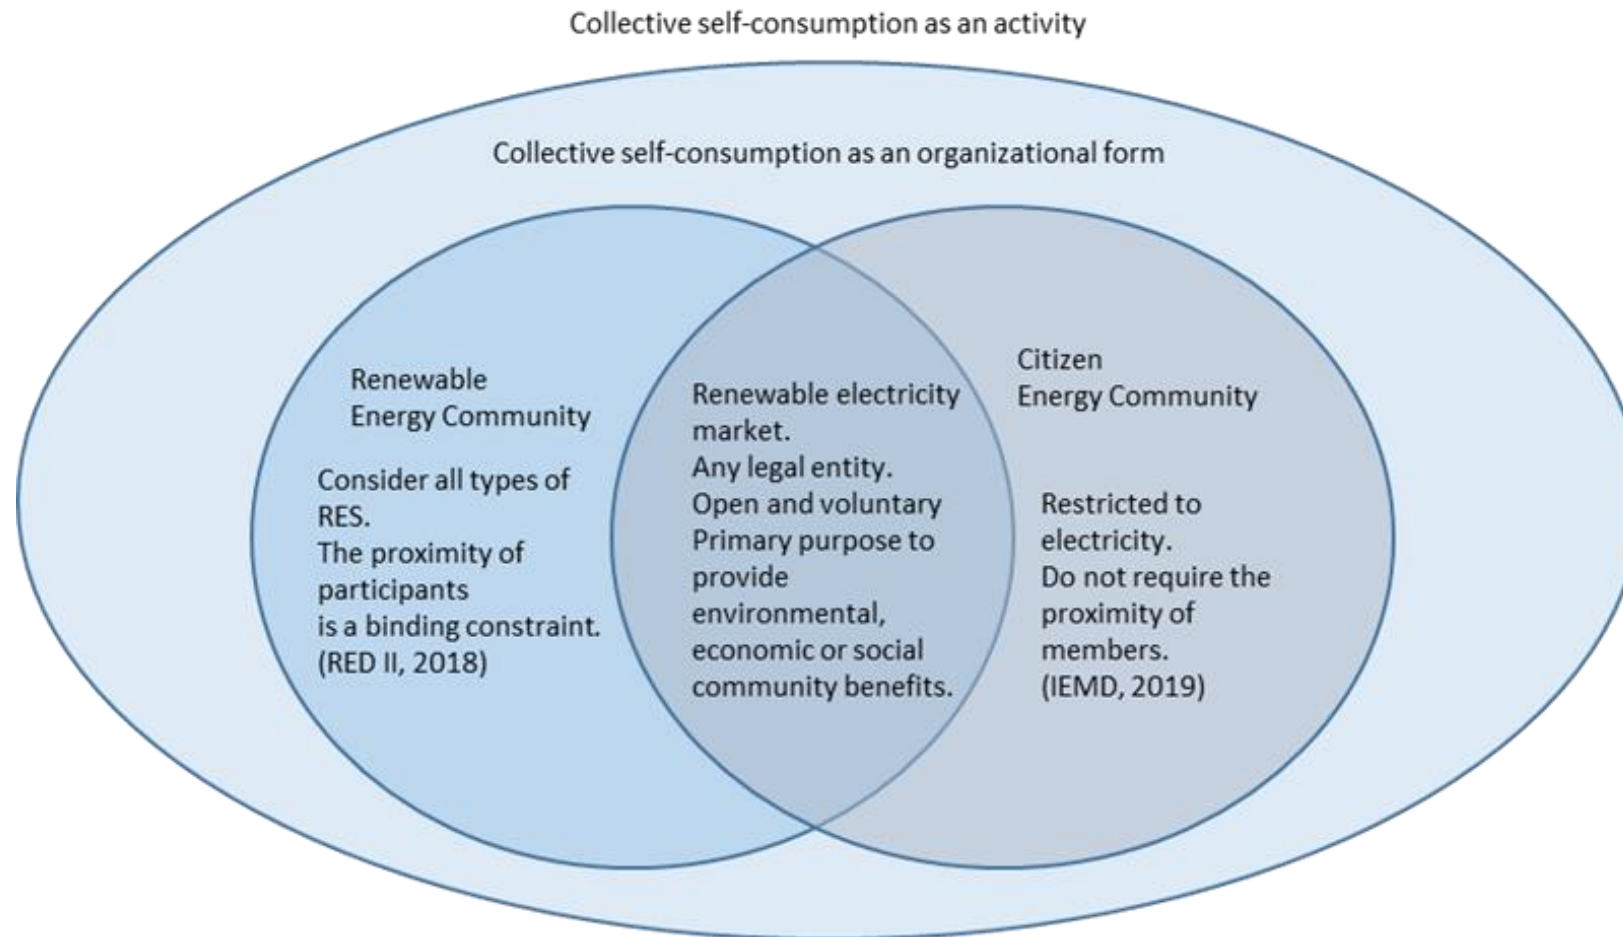 Collective self-consumption as an activity
Collective self-consumption as an organizational form
Renewable
Energy Community
Consider all types of
RES.
The proximity of
participants
is a binding constraint.
(RED II, 2018)
Renewable electricity
market.
Any legal entity.
Open and voluntary
Primary purpose to
provide
environmental,
economic or social
community benefits.
Citizen
Energy Community
Restricted to
electricity.
Do not require the
proximity of
members.
(IEMD, 2019)